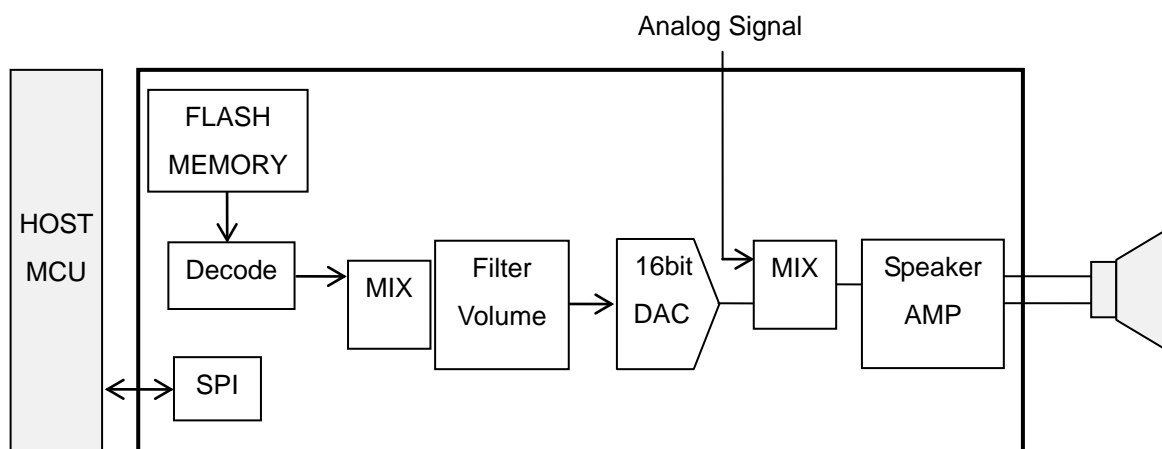 Analog Signal
FLASH
MEMORY
HOST
MCU
Decode
MIX
Filter
Volume
16bit
DAC
MIX
Speaker
AMP
SPI